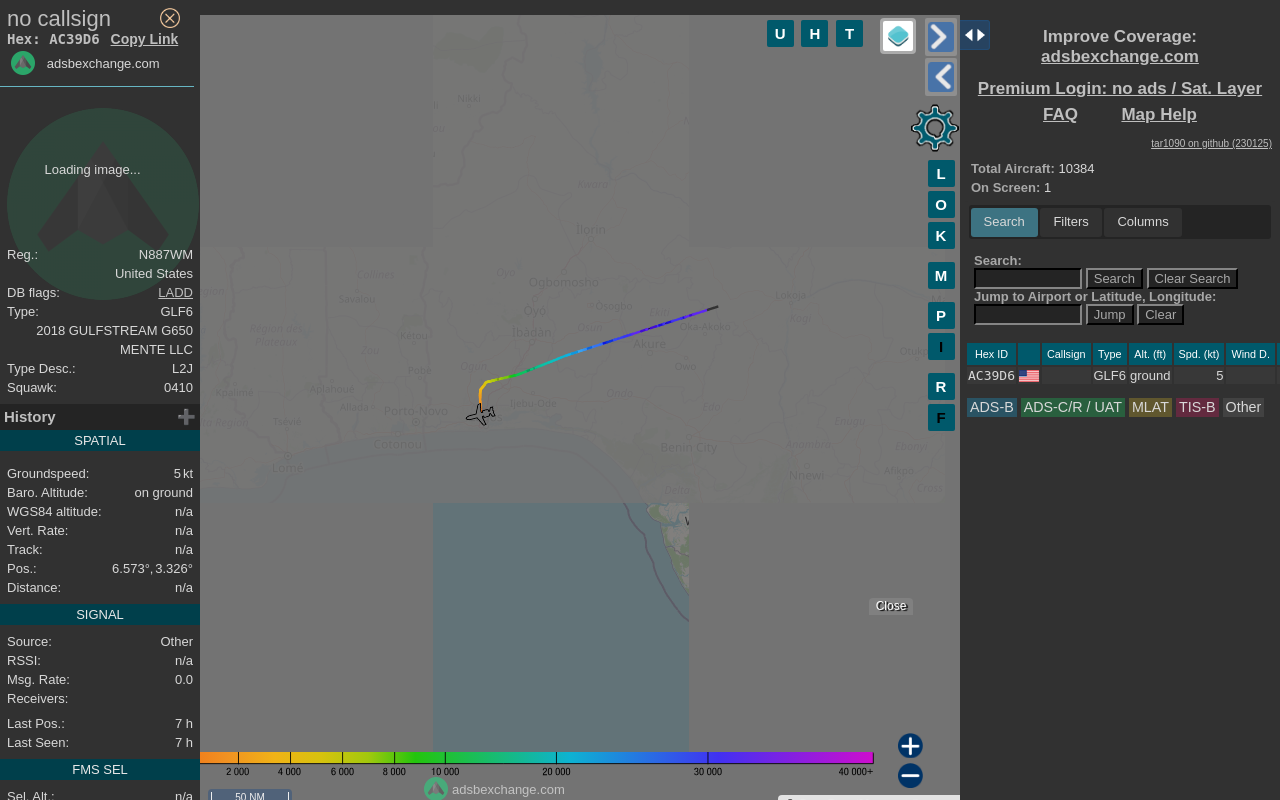 no callsign
Hex: AC39D6 Copy Link
adsbexchange.com
Loading image...
Reg.: N887WM
United States
DB flags: LADD
Type: GLF6
2018 GULFSTREAM G650
MENTE LLC
Type Desc.: L2J
Squawk: 0410
History
SPATIAL
Groundspeed: 5 kt
Baro. Altitude: on ground
WGS84 altitude: n/a
Vert. Rate: n/a
Track: n/a
Pos.: 6.573°, 3.326°
Distance: n/a
SIGNAL
Source: Other
RSSI: n/a
Msg. Rate: 0.0
Receivers:
Last Pos.: 7 h
Last Seen: 7 h
FMS SEL
Sel. Alt.: n/a
U H T
L
O
K
M
P
I
R
F
Nikki
Ilorin
Ogbomosho
Oyo
Osogbo
Ibadan
Akure
Owo
Ketou
Porto-Novo
Ijebu-Ode
Cotonou
Lomé
Benin City
Close
2 000 4 000 6 000 8 000 10 000 20 000 30 000 40 000+
adsbexchange.com
50 NM
Improve Coverage:
adsbexchange.com
Premium Login: no ads / Sat. Layer
FAQ Map Help
tar1090 on github (230125)
Total Aircraft: 10384
On Screen: 1
Search Filters Columns
Search:
Search Clear Search
Jump to Airport or Latitude, Longitude:
Jump Clear
Hex ID Callsign Type Alt. (ft) Spd. (kt) Wind D.
AC39D6 GLF6 ground 5
ADS-B ADS-C/R / UAT MLAT TIS-B Other